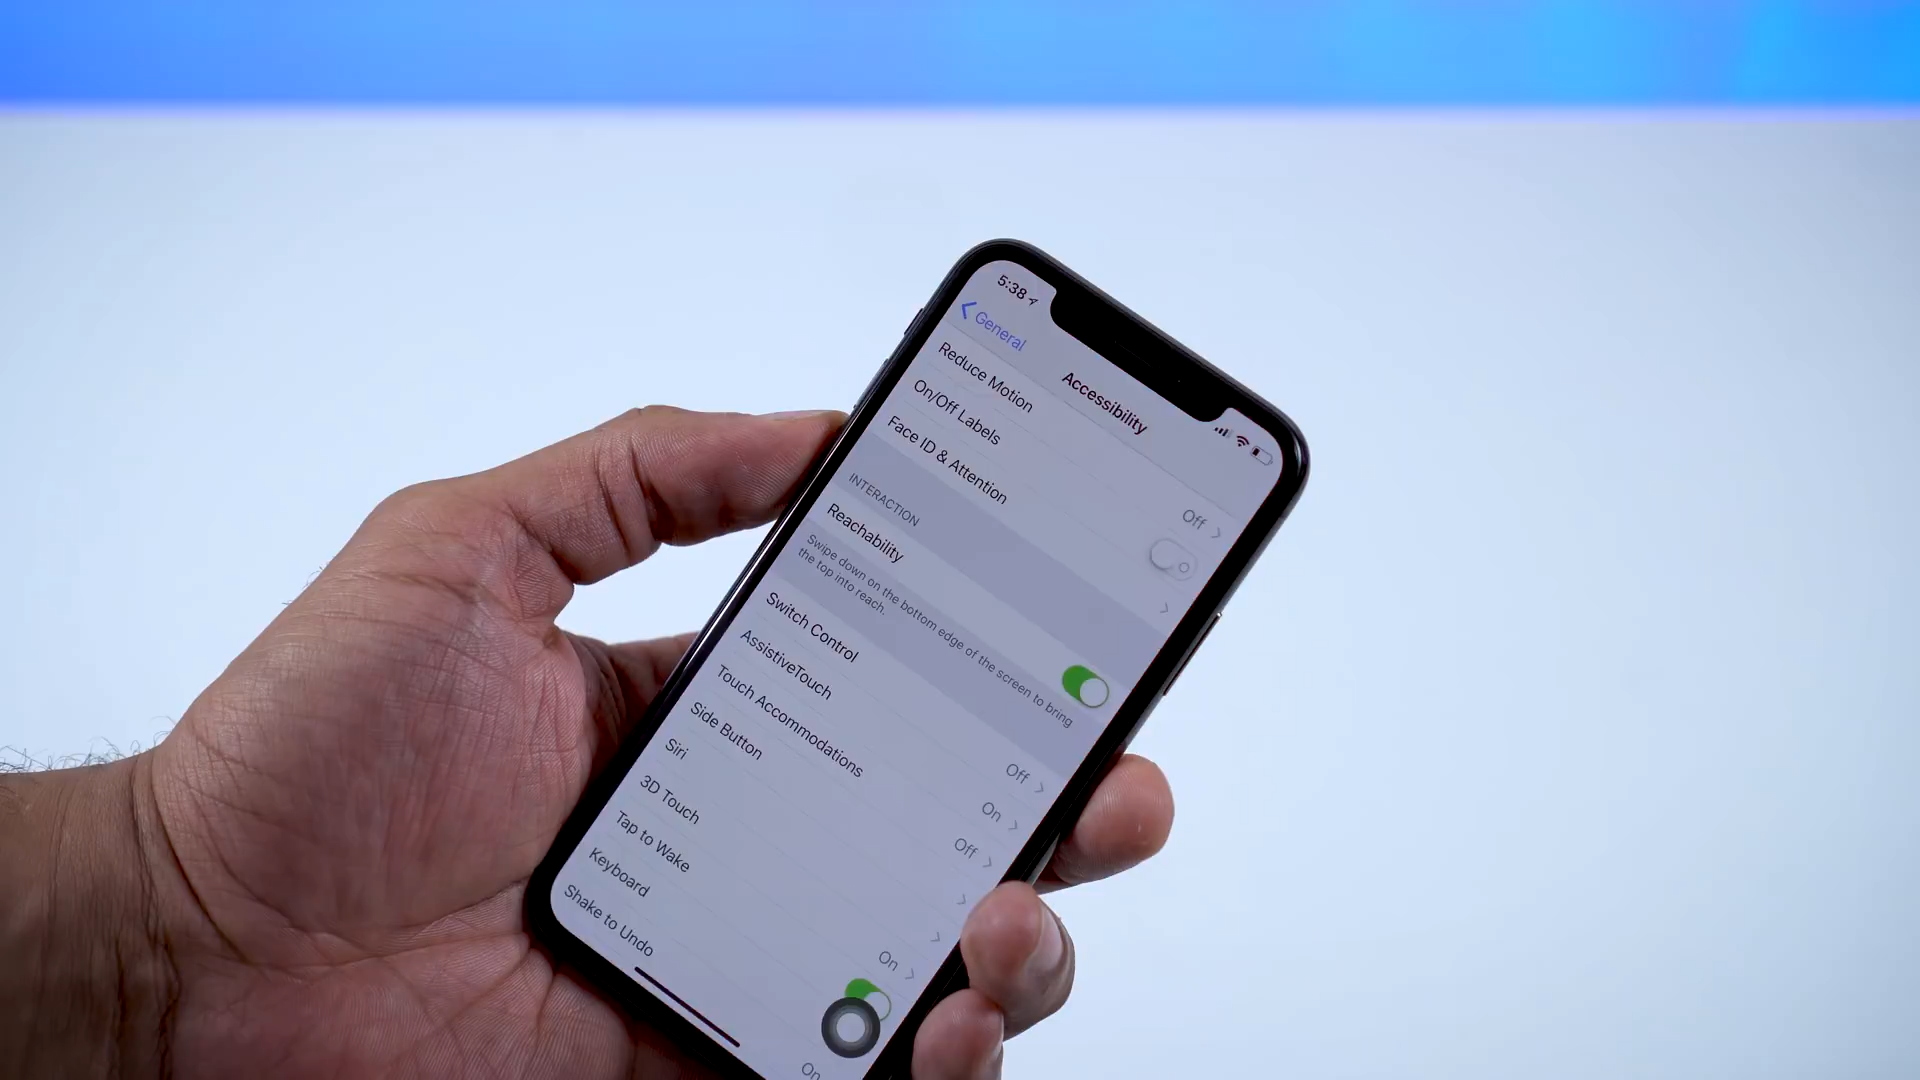 5:38
General
Accessibility
Reduce Motion Off
On/Off Labels
Face ID & Attention
INTERACTION
Reachability
Swipe down on the bottom edge of the screen to bring
the top into reach.
Switch Control Off
AssistiveTouch On
Touch Accommodations Off
Side Button
Siri
3D Touch On
Tap to Wake
Keyboard
Shake to Undo On